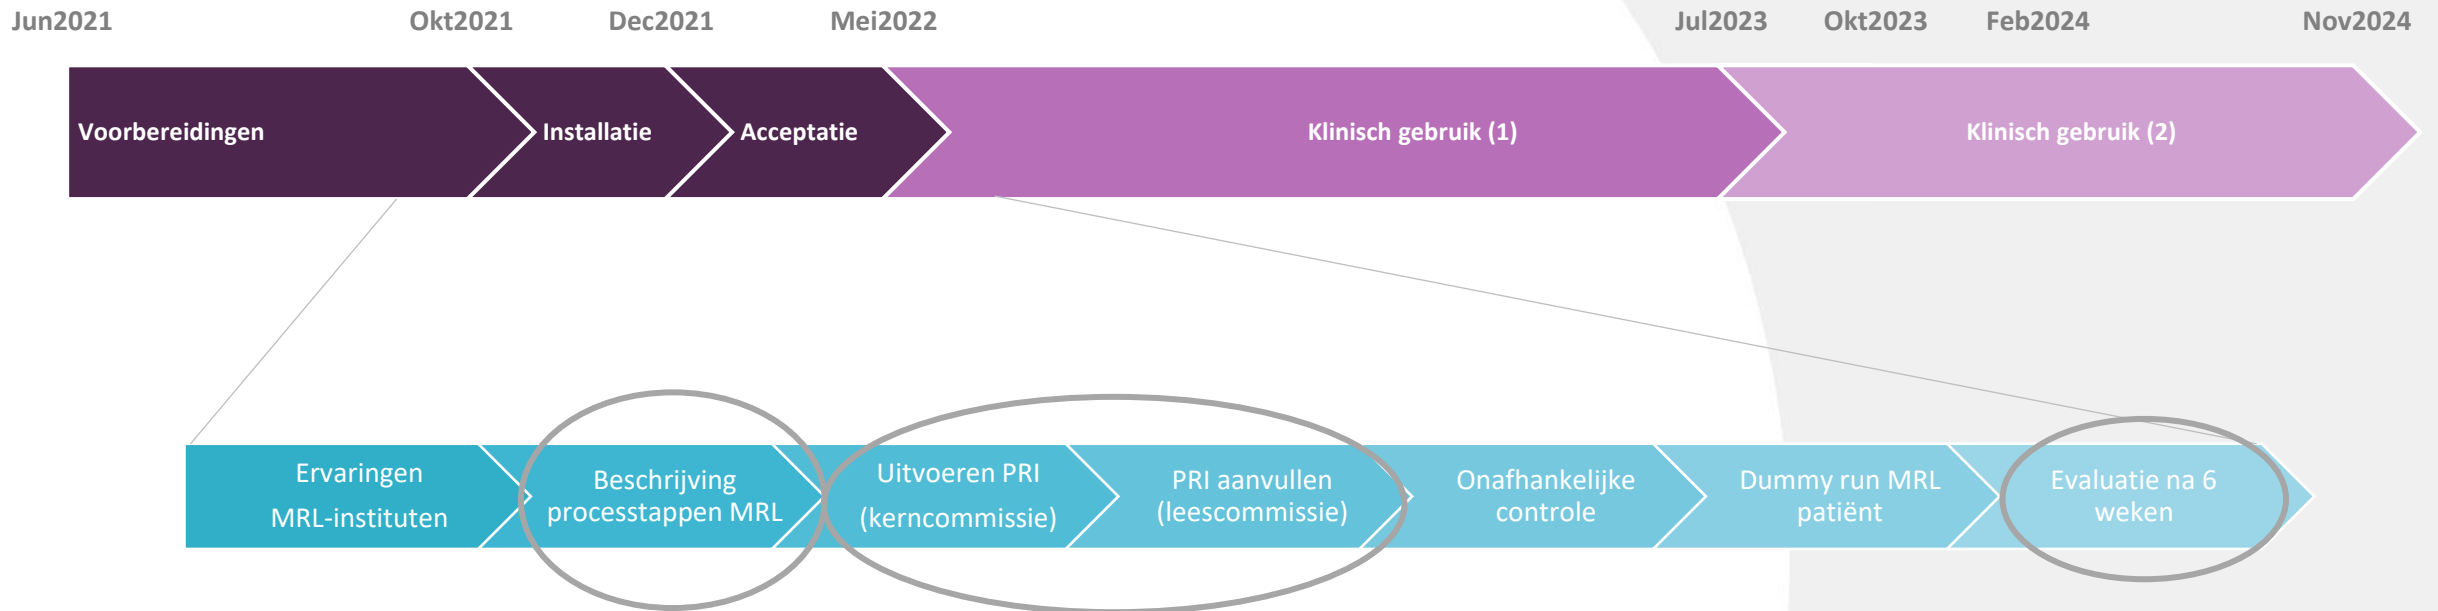 Jun2021 Okt2021 Dec2021 Mei2022 Jul2023 Okt2023 Feb2024 Nov2024
Voorbereidingen Installatie Acceptatie Klinisch gebruik (1) Klinisch gebruik (2)
Ervaringen
MRL-instituten
Beschrijving
processtappen MRL
Uitvoeren PRI
(kerncommissie)
PRI aanvullen
(leescommissie)
Onafhankelijke
controle
Dummy run MRL
patiënt
Evaluatie na 6
weken